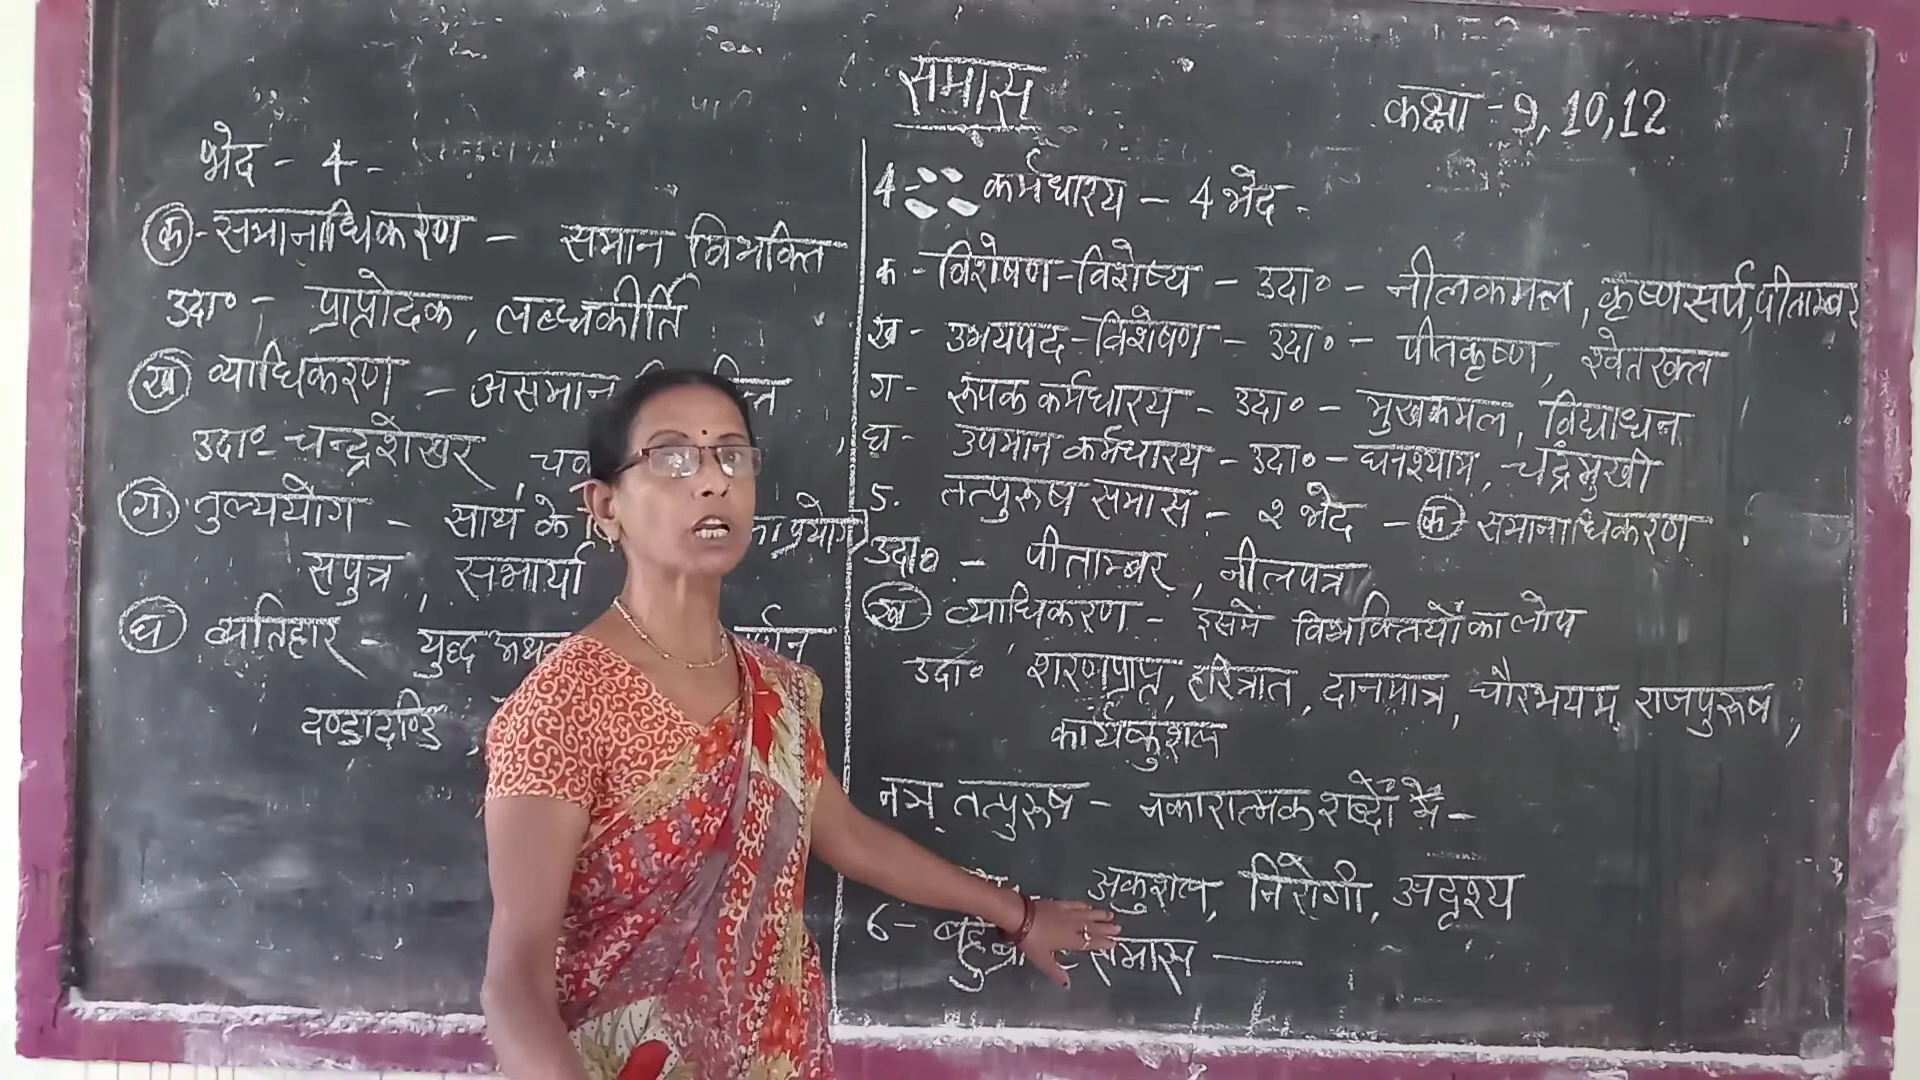 समास
कक्षा - 9, 10, 12
भेद - 4 -
क - समानाधिकरण - समान विभक्ति
उदा० - प्राप्तोदक, लब्धकीर्ति
ख व्याधिकरण - असमान
उदा० - चन्द्रशेखर
ग. तुल्ययोग - साथ के का प्रयोग
सपुत्र, सभार्या
घ व्यतिहार - युद्ध
दण्डादण्डि,
4 - कर्मधारय - 4 भेद -
क - विशेषण-विशेष्य - उदा० - नीलकमल, कृष्णसर्प, पीताम्बर
ख - उभयपद-विशेषण - उदा० - पीतकृष्ण, श्वेतरक्त
ग - रूपक कर्मधारय - उदा० - मुखकमल, विद्याधन
घ - उपमान कर्मधारय - उदा० - घनश्याम, चंद्रमुखी
5. तत्पुरूष समास - २ भेद - क समानाधिकरण
उदा० - पीताम्बर, नीलपत्र
ख व्याधिकरण - इसमें विभक्तियों का लोप
उदा० शरणप्राप्त, हरित्रात, दानपात्र, चौरभयम, राजपुरूष,
कार्यकुशल
नञ् तत्पुरूष - नकारात्मक शब्दों में -
अकुशल, निरोगी, अदृश्य
6 - समास -